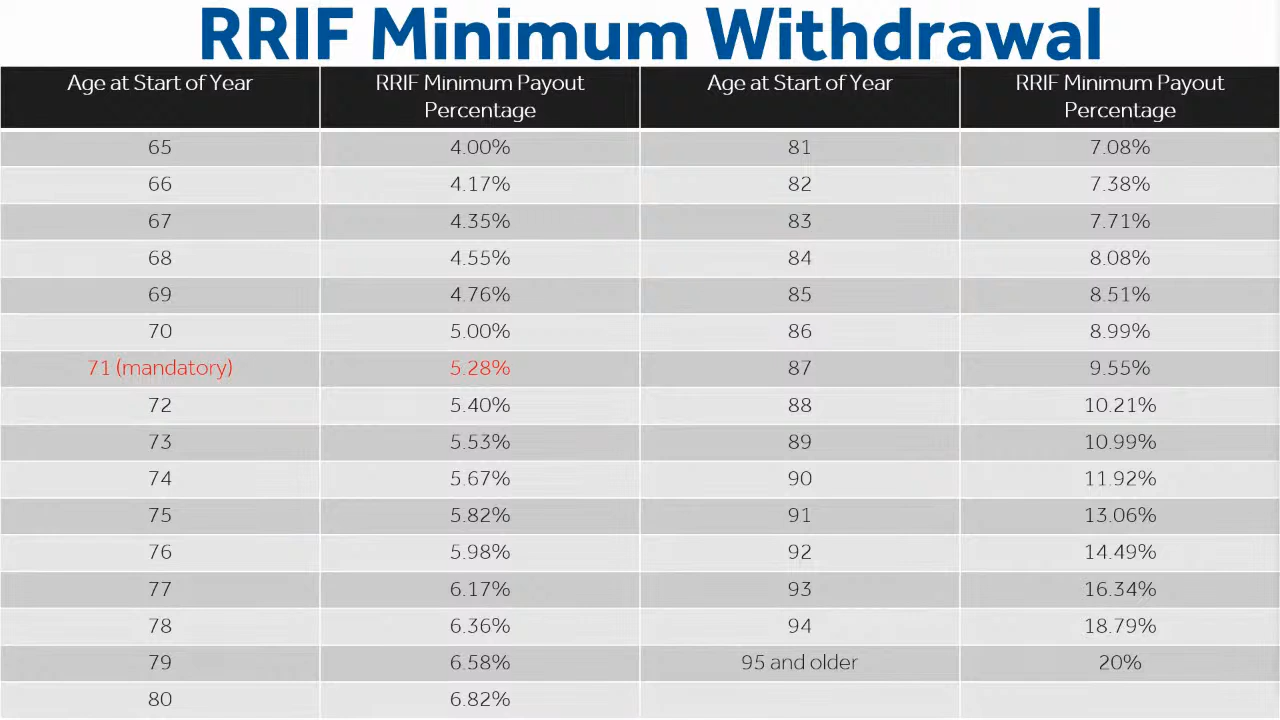 RRIF Minimum Withdrawal
Age at Start of Year RRIF Minimum Payout Percentage Age at Start of Year RRIF Minimum Payout Percentage
65 4.00% 81 7.08%
66 4.17% 82 7.38%
67 4.35% 83 7.71%
68 4.55% 84 8.08%
69 4.76% 85 8.51%
70 5.00% 86 8.99%
71 (mandatory) 5.28% 87 9.55%
72 5.40% 88 10.21%
73 5.53% 89 10.99%
74 5.67% 90 11.92%
75 5.82% 91 13.06%
76 5.98% 92 14.49%
77 6.17% 93 16.34%
78 6.36% 94 18.79%
79 6.58% 95 and older 20%
80 6.82%